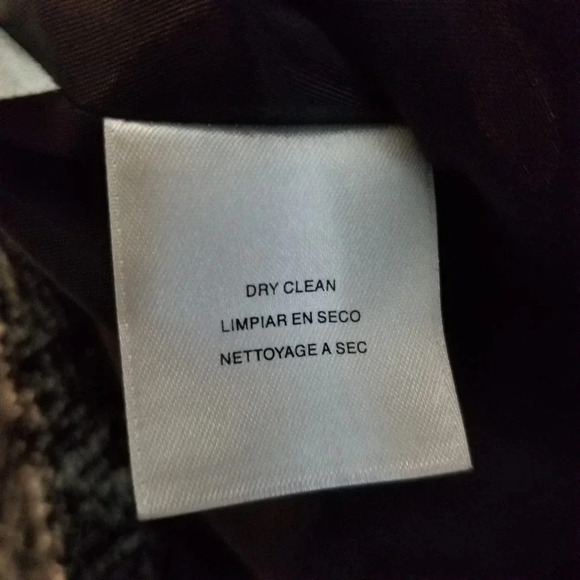 DRY CLEAN
LIMPIAR EN SECO
NETTOYAGE A SEC